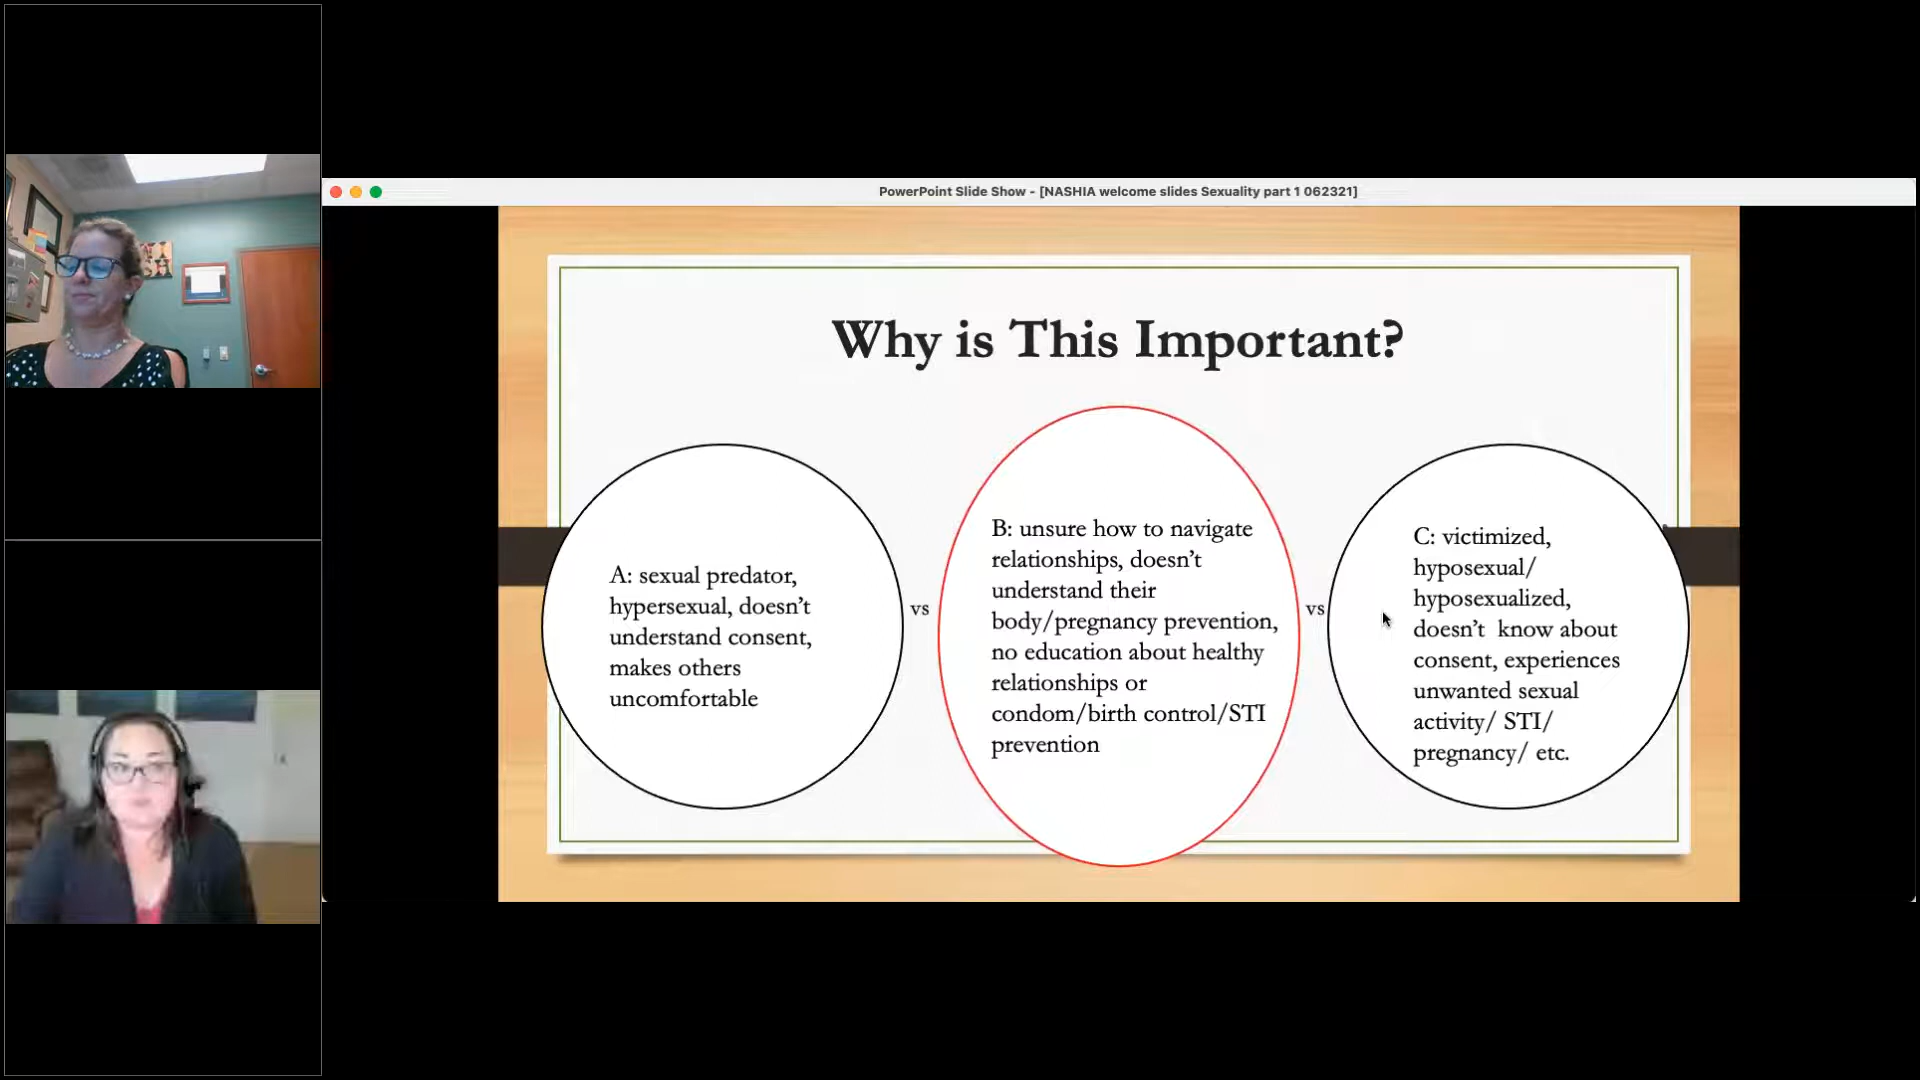 PowerPoint Slide Show - [NASHIA welcome slides Sexuality part 1 062321]
Why is This Important?
A: sexual predator,
hypersexual, doesn’t
understand consent,
makes others
uncomfortable
vs
B: unsure how to navigate
relationships, doesn’t
understand their
body/pregnancy prevention,
no education about healthy
relationships or
condom/birth control/STI
prevention
vs
C: victimized,
hyposexual/
hyposexualized,
doesn’t  know about
consent, experiences
unwanted sexual
activity/ STI/
pregnancy/ etc.